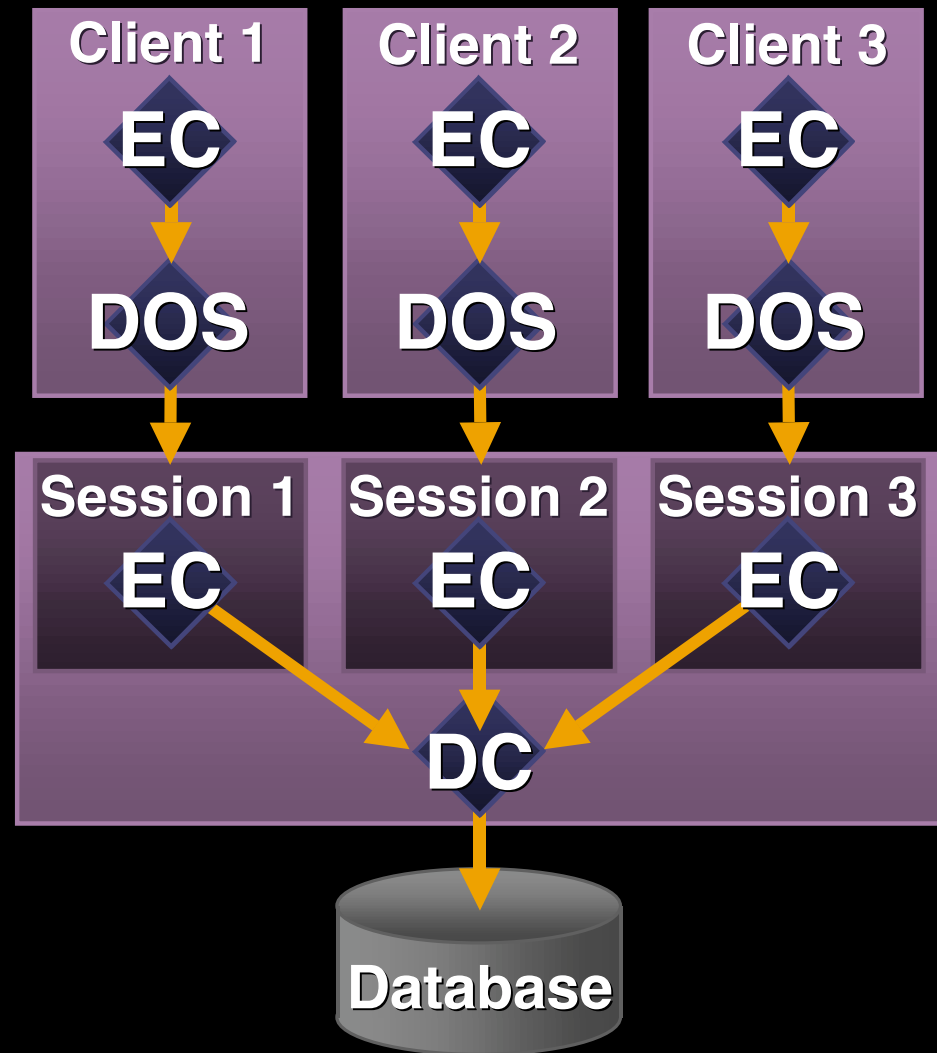 Client 1
Client 2
Client 3
EC
EC
EC
DOS
DOS
DOS
Session 1
Session 2
Session 3
EC
EC
EC
DC
Database